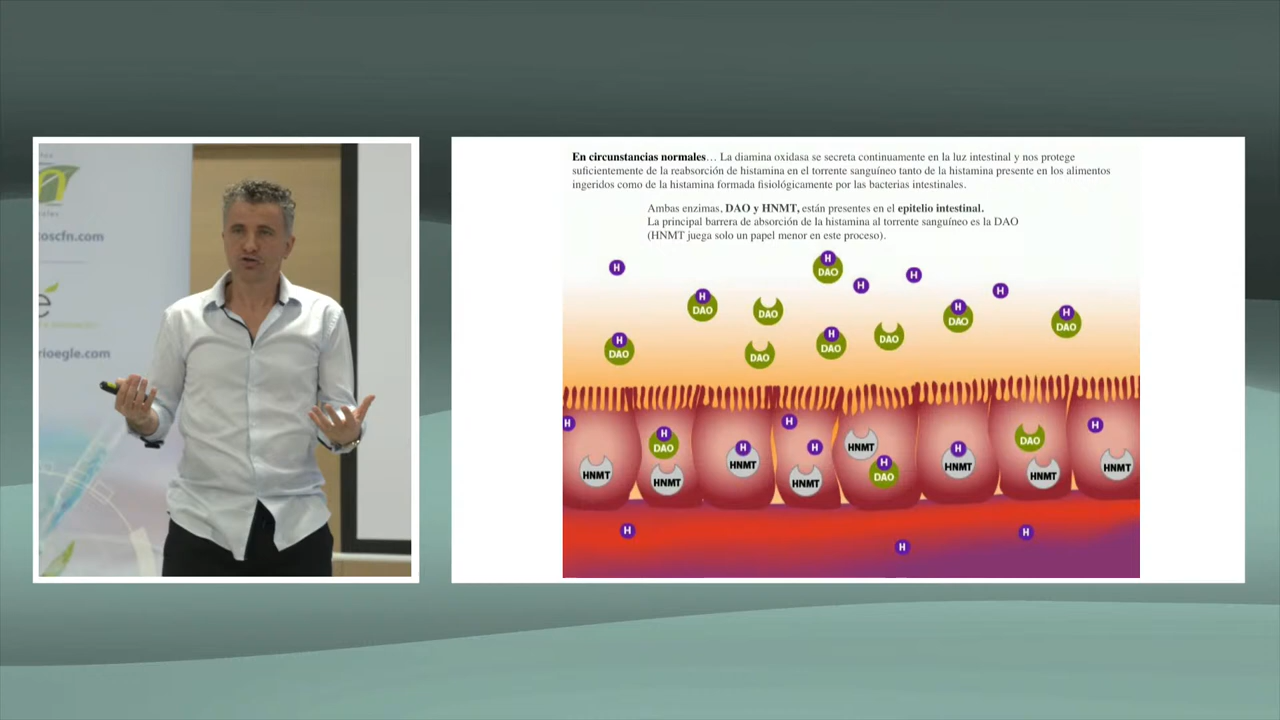 toscfn.com
rioegle.com
En circunstancias normales… La diamina oxidasa se secreta continuamente en la luz intestinal y nos protege
suficientemente de la reabsorción de histamina en el torrente sanguíneo tanto de la histamina presente en los alimentos
ingeridos como de la histamina formada fisiológicamente por las bacterias intestinales.
Ambas enzimas, DAO y HNMT, están presentes en el epitelio intestinal.
La principal barrera de absorción de la histamina al torrente sanguíneo es la DAO
(HNMT juega solo un papel menor en este proceso).
H
H
DAO
H
H
H
H
DAO
DAO
H
DAO
H
DAO
H
DAO
H
DAO
DAO
DAO
H
H
DAO
HNMT
HNMT
H
HNMT
H
H
HNMT
HNMT
H
DAO
H
HNMT
DAO
HNMT
H
HNMT
H
H
H